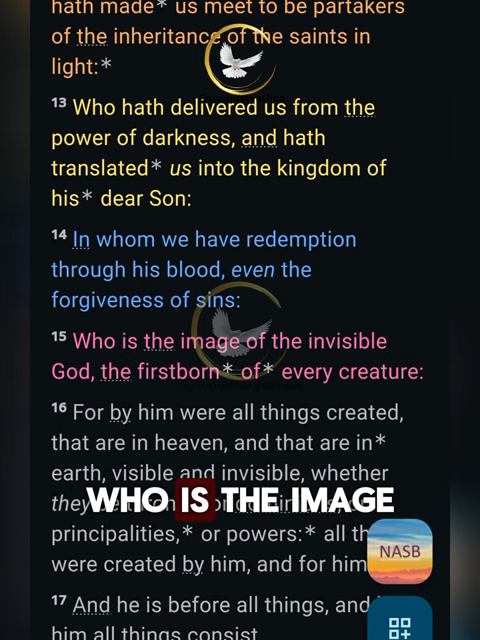 hath made* us meet to be partakers
of the inheritance of the saints in
light:*
13 Who hath delivered us from the
power of darkness, and hath
translated* us into the kingdom of
his* dear Son:
14 In whom we have redemption
through his blood, even the
forgiveness of sins:
15 Who is the image of the invisible
God, the firstborn* of* every creature:
16 For by him were all things created,
that are in heaven, and that are in*
earth, visible and invisible, whether
they
WHO IS THE IMAGE
principalities,* or powers:* all th
were created by him, and for him
NASB
17 And he is before all things, and
him all things consist.